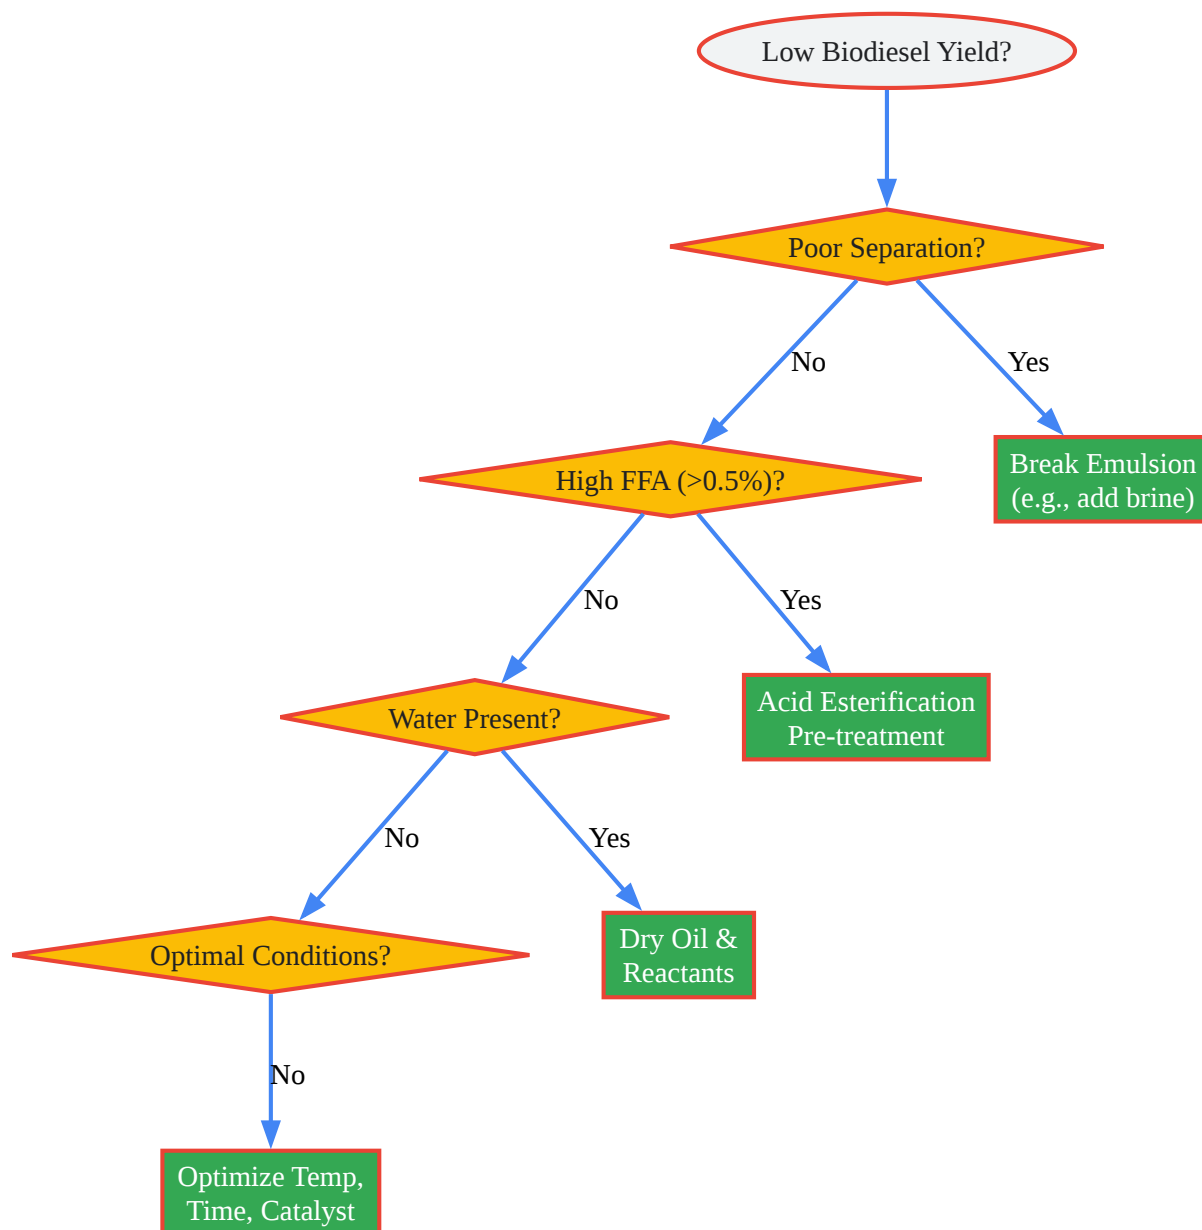 Low Biodiesel Yield?
Poor Separation?
No
Yes
High FFA (>0.5%)?
Break Emulsion
(e.g., add brine)
No
Yes
Water Present?
Acid Esterification
Pre-treatment
No
Yes
Optimal Conditions?
Dry Oil &
Reactants
No
Optimize Temp,
Time, Catalyst